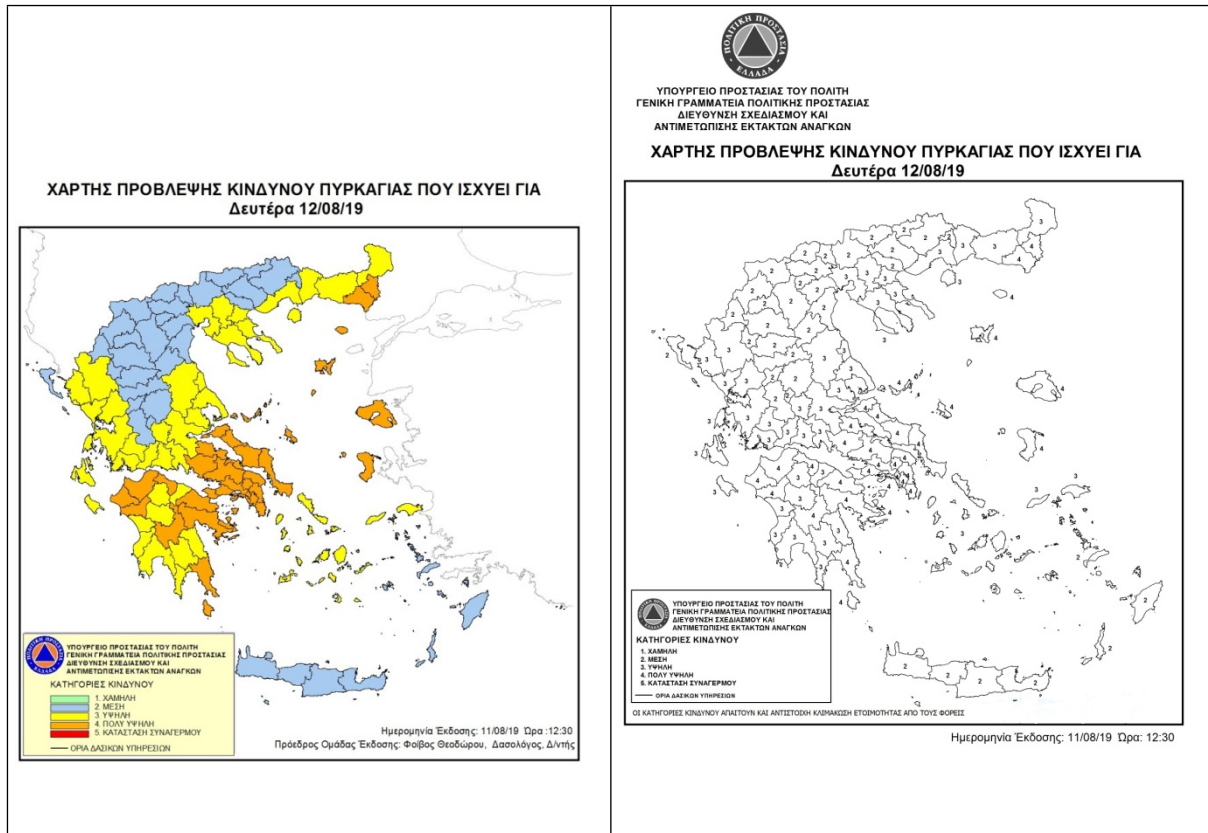 ΧΑΡΤΗΣ ΠΡΟΒΛΕΨΗΣ ΚΙΝΔΥΝΟΥ ΠΥΡΚΑΓΙΑΣ ΠΟΥ ΙΣΧΥΕΙ ΓΙΑ
Δευτέρα 12/08/19
ΠΟΛΙΤΙΚΗ ΠΡΟΣΤΑΣΙΑ
ΕΛΛΑΔΑ
ΥΠΟΥΡΓΕΙΟ ΠΡΟΣΤΑΣΙΑΣ ΤΟΥ ΠΟΛΙΤΗ
ΓΕΝΙΚΗ ΓΡΑΜΜΑΤΕΙΑ ΠΟΛΙΤΙΚΗΣ ΠΡΟΣΤΑΣΙΑΣ
ΔΙΕΥΘΥΝΣΗ ΣΧΕΔΙΑΣΜΟΥ ΚΑΙ
ΑΝΤΙΜΕΤΩΠΙΣΗΣ ΕΚΤΑΚΤΩΝ ΑΝΑΓΚΩΝ
ΚΑΤΗΓΟΡΙΕΣ ΚΙΝΔΥΝΟΥ
1. ΧΑΜΗΛΗ
2. ΜΕΣΗ
3. ΥΨΗΛΗ
4. ΠΟΛΥ ΥΨΗΛΗ
5. ΚΑΤΑΣΤΑΣΗ ΣΥΝΑΓΕΡΜΟΥ
ΟΡΙΑ ΔΑΣΙΚΩΝ ΥΠΗΡΕΣΙΩΝ
Ημερομηνία Έκδοσης: 11/08/19 Ώρα :12:30
Πρόεδρος Ομάδας Έκδοσης: Φοίβος Θεοδώρου, Δασολόγος, Δ/ντής
ΠΟΛΙΤΙΚΗ ΠΡΟΣΤΑΣΙΑ
ΕΛΛΑΔΑ
ΥΠΟΥΡΓΕΙΟ ΠΡΟΣΤΑΣΙΑΣ ΤΟΥ ΠΟΛΙΤΗ
ΓΕΝΙΚΗ ΓΡΑΜΜΑΤΕΙΑ ΠΟΛΙΤΙΚΗΣ ΠΡΟΣΤΑΣΙΑΣ
ΔΙΕΥΘΥΝΣΗ ΣΧΕΔΙΑΣΜΟΥ ΚΑΙ
ΑΝΤΙΜΕΤΩΠΙΣΗΣ ΕΚΤΑΚΤΩΝ ΑΝΑΓΚΩΝ
ΧΑΡΤΗΣ ΠΡΟΒΛΕΨΗΣ ΚΙΝΔΥΝΟΥ ΠΥΡΚΑΓΙΑΣ ΠΟΥ ΙΣΧΥΕΙ ΓΙΑ
Δευτέρα 12/08/19
ΥΠΟΥΡΓΕΙΟ ΠΡΟΣΤΑΣΙΑΣ ΤΟΥ ΠΟΛΙΤΗ
ΓΕΝΙΚΗ ΓΡΑΜΜΑΤΕΙΑ ΠΟΛΙΤΙΚΗΣ ΠΡΟΣΤΑΣΙΑΣ
ΔΙΕΥΘΥΝΣΗ ΣΧΕΔΙΑΣΜΟΥ ΚΑΙ
ΑΝΤΙΜΕΤΩΠΙΣΗΣ ΕΚΤΑΚΤΩΝ ΑΝΑΓΚΩΝ
ΚΑΤΗΓΟΡΙΕΣ ΚΙΝΔΥΝΟΥ
1. ΧΑΜΗΛΗ
2. ΜΕΣΗ
3. ΥΨΗΛΗ
4. ΠΟΛΥ ΥΨΗΛΗ
5. ΚΑΤΑΣΤΑΣΗ ΣΥΝΑΓΕΡΜΟΥ
ΟΡΙΑ ΔΑΣΙΚΩΝ ΥΠΗΡΕΣΙΩΝ
ΟΙ ΚΑΤΗΓΟΡΙΕΣ ΚΙΝΔΥΝΟΥ ΑΠΑΙΤΟΥΝ ΚΑΙ ΑΝΤΙΣΤΟΙΧΗ ΚΛΙΜΑΚΩΣΗ ΕΤΟΙΜΟΤΗΤΑΣ ΑΠΟ ΤΟΥΣ ΦΟΡΕΙΣ
Ημερομηνία Έκδοσης: 11/08/19 Ώρα: 12:30